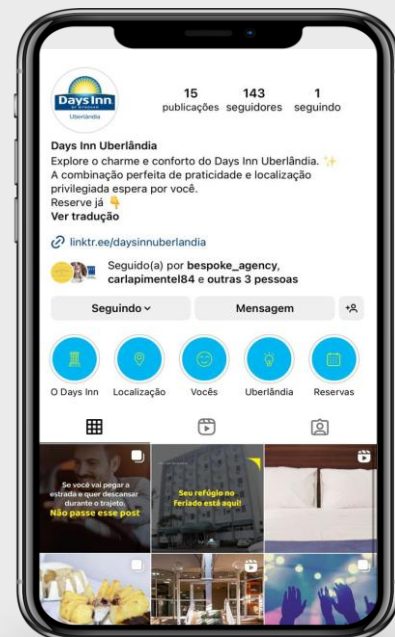 Days Inn
BY WYNDHAM
Uberlândia
15
publicações
143
seguidores
1
seguindo
Days Inn Uberlândia
Explore o charme e conforto do Days Inn Uberlândia. ✨
A combinação perfeita de praticidade e localização
privilegiada espera por você.
Reserve já 👇
Ver tradução
linktr.ee/daysinnuberlandia
Seguido(a) por bespoke_agency,
carlapimentel84 e outras 3 pessoas
Seguindo
Mensagem
O Days Inn
Localização
Vocês
Uberlândia
Reservas
Se você vai pegar a
estrada e quer descansar
durante o trajeto,
Não passe esse post
Seu refúgio no
feriado está aqui!